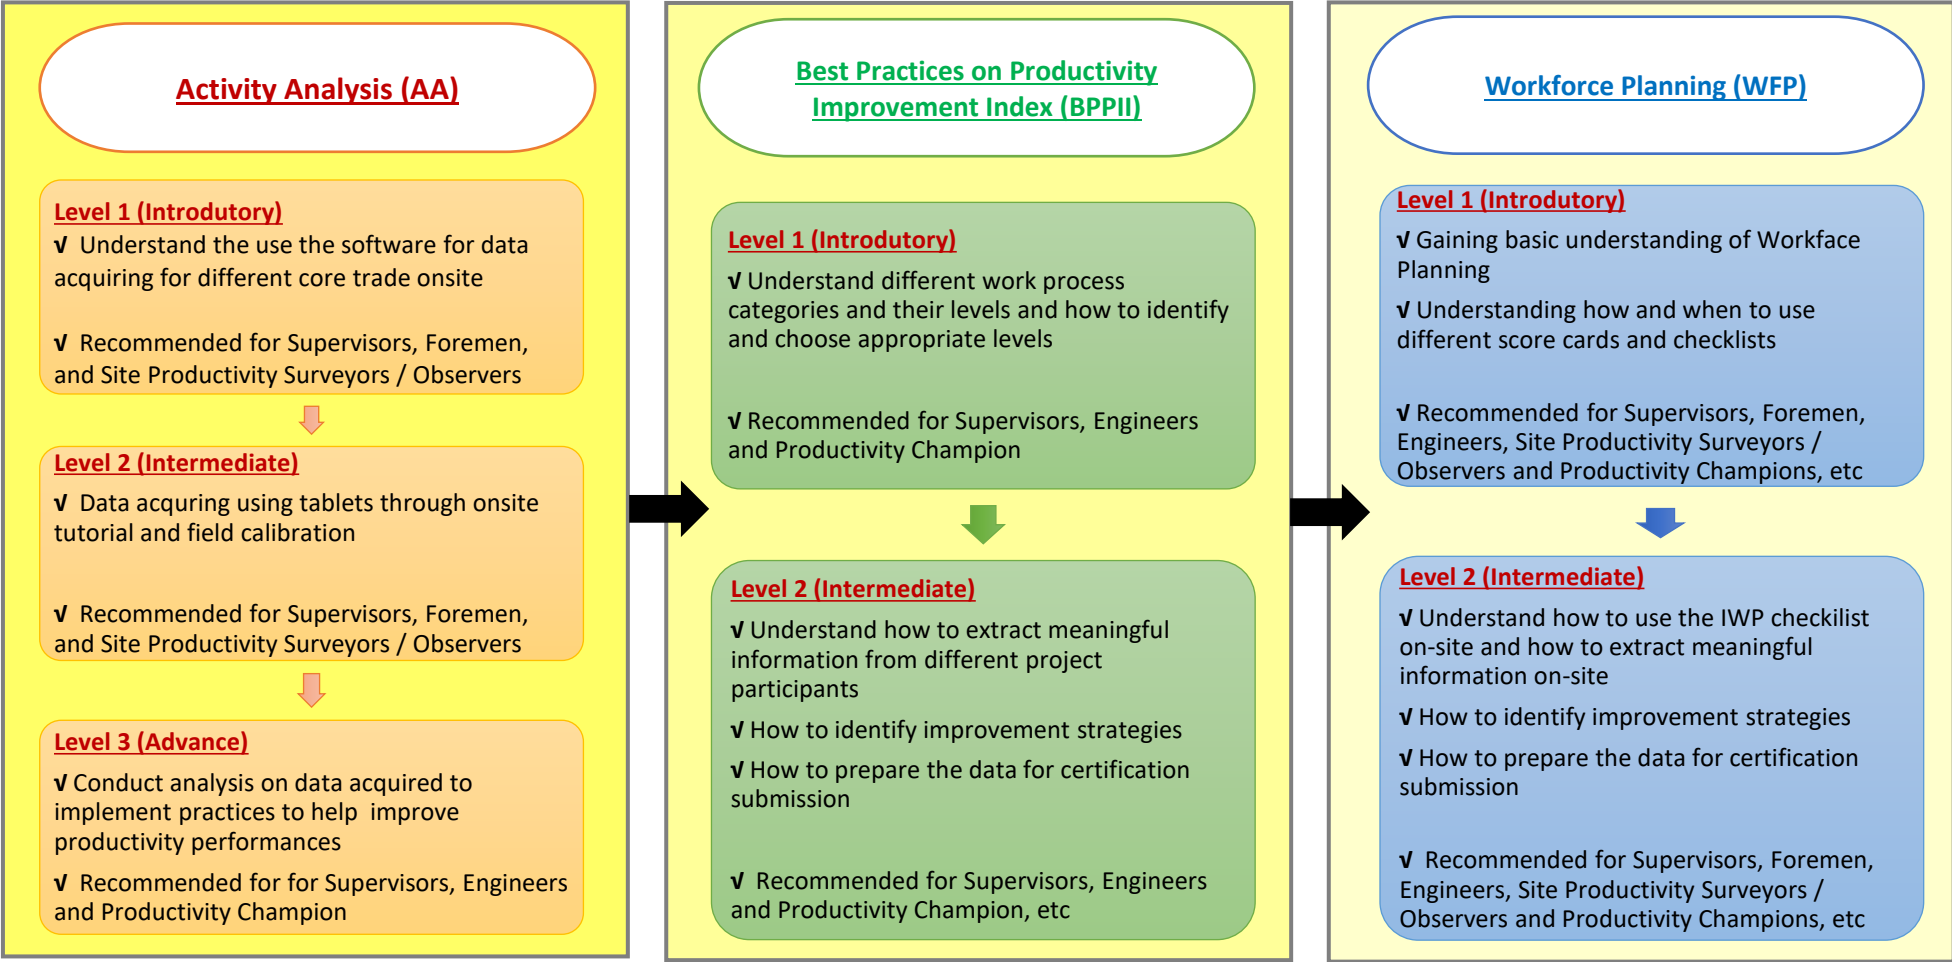 Activity Analysis (AA)
Level 1 (Introdutory)
√ Understand the use the software for data
acquiring for different core trade onsite
√ Recommended for Supervisors, Foremen,
and Site Productivity Surveyors / Observers
Level 2 (Intermediate)
√ Data acquring using tablets through onsite
tutorial and field calibration
√ Recommended for Supervisors, Foremen,
and Site Productivity Surveyors / Observers
Level 3 (Advance)
√ Conduct analysis on data acquired to
implement practices to help improve
productivity performances
√ Recommended for for Supervisors, Engineers
and Productivity Champion
Best Practices on Productivity
Improvement Index (BPPII)
Level 1 (Introdutory)
√ Understand different work process
categories and their levels and how to identify
and choose appropriate levels
√ Recommended for Supervisors, Engineers
and Productivity Champion
Level 2 (Intermediate)
√ Understand how to extract meaningful
information from different project
participants
√ How to identify improvement strategies
√ How to prepare the data for certification
submission
√ Recommended for Supervisors, Engineers
and Productivity Champion, etc
Workforce Planning (WFP)
Level 1 (Introdutory)
√ Gaining basic understanding of Workface
Planning
√ Understanding how and when to use
different score cards and checklists
√ Recommended for Supervisors, Foremen,
Engineers, Site Productivity Surveyors /
Observers and Productivity Champions, etc
Level 2 (Intermediate)
√ Understand how to use the IWP checkilist
on-site and how to extract meaningful
information on-site
√ How to identify improvement strategies
√ How to prepare the data for certification
submission
√ Recommended for Supervisors, Foremen,
Engineers, Site Productivity Surveyors /
Observers and Productivity Champions, etc